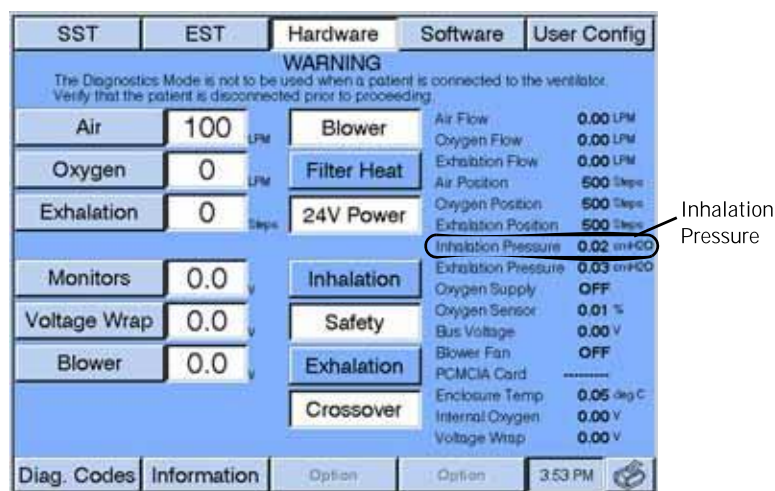 SST EST Hardware Software User Config
WARNING
The Diagnostics Mode is not to be used when a patient is connected to the ventilator.
Verify that the patient is disconnected prior to proceeding.
Air 100 LPM Blower
Oxygen 0 LPM Filter Heat
Exhalation 0 Steps 24V Power
Monitors 0.0 V Inhalation
Voltage Wrap 0.0 V Safety
Blower 0.0 V Exhalation
Crossover
Air Flow 0.00 LPM
Oxygen Flow 0.00 LPM
Exhalation Flow 0.00 LPM
Air Position 500 Steps
Oxygen Position 500 Steps
Exhalation Position 500 Steps
Inhalation Pressure 0.02 cmH2O
Exhalation Pressure 0.03 cmH2O
Oxygen Supply OFF
Oxygen Sensor 0.01 %
Bus Voltage 0.00 V
Blower Fan OFF
PCMCIA Card --------
Enclosure Temp 0.05 deg C
Internal Oxygen 0.00 V
Voltage Wrap 0.00 V
Inhalation
Pressure
Diag. Codes Information Option Option 3:53 PM